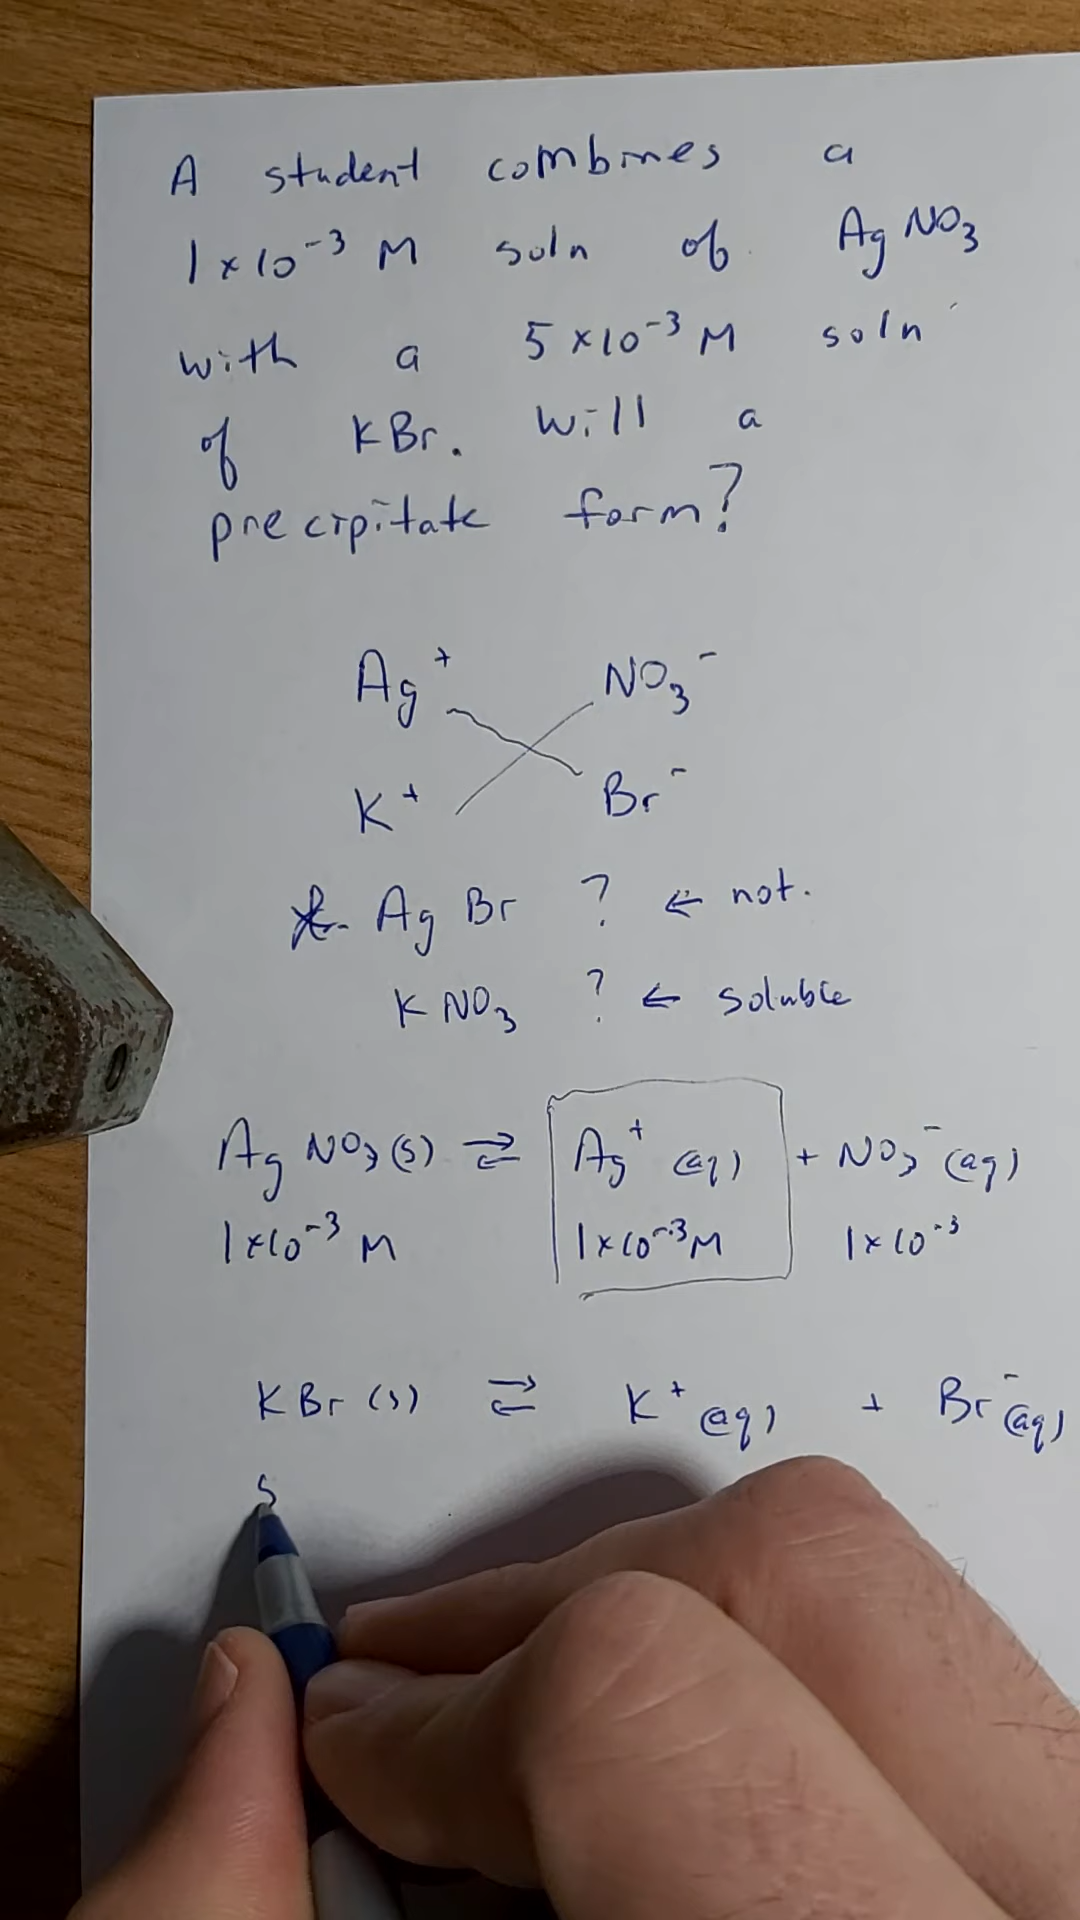 A student combines a
1×10⁻³ M soln of AgNO₃
with a 5×10⁻³ M soln
of KBr. Will a
precipitate form?
Ag⁺ NO₃⁻
K⁺ Br⁻
AgBr ? ← not.
KNO₃ ? ← soluble
AgNO₃(s) ⇌ Ag⁺(aq) + NO₃⁻(aq)
1×10⁻³ M 1×10⁻³M 1×10⁻³
KBr(s) ⇌ K⁺(aq) + Br⁻(aq)